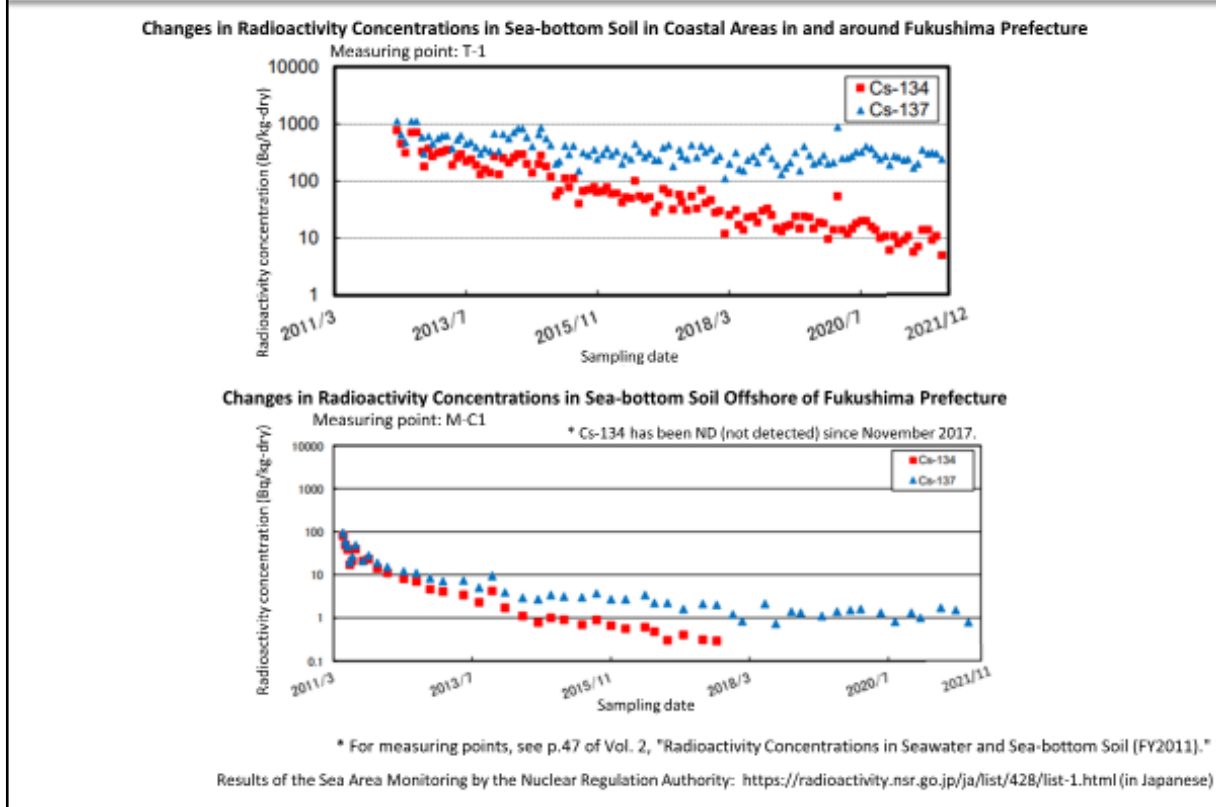 Changes in Radioactivity Concentrations in Sea-bottom Soil in Coastal Areas in and around Fukushima Prefecture
Measuring point: T-1
Radioactivity concentration (Bq/kg-dry)
10000
1000
100
10
1
Cs-134
Cs-137
2011/3
2013/7
2015/11
2018/3
2020/7
2021/12
Sampling date
Changes in Radioactivity Concentrations in Sea-bottom Soil Offshore of Fukushima Prefecture
Measuring point: M-C1
* Cs-134 has been ND (not detected) since November 2017.
Radioactivity concentration (Bq/kg-dry)
10000
1000
100
10
1
0.1
Cs-134
Cs-137
2011/3
2013/7
2015/11
2018/3
2020/7
2021/11
Sampling date
* For measuring points, see p.47 of Vol. 2, "Radioactivity Concentrations in Seawater and Sea-bottom Soil (FY2011)."
Results of the Sea Area Monitoring by the Nuclear Regulation Authority: https://radioactivity.nsr.go.jp/ja/list/428/list-1.html (in Japanese)